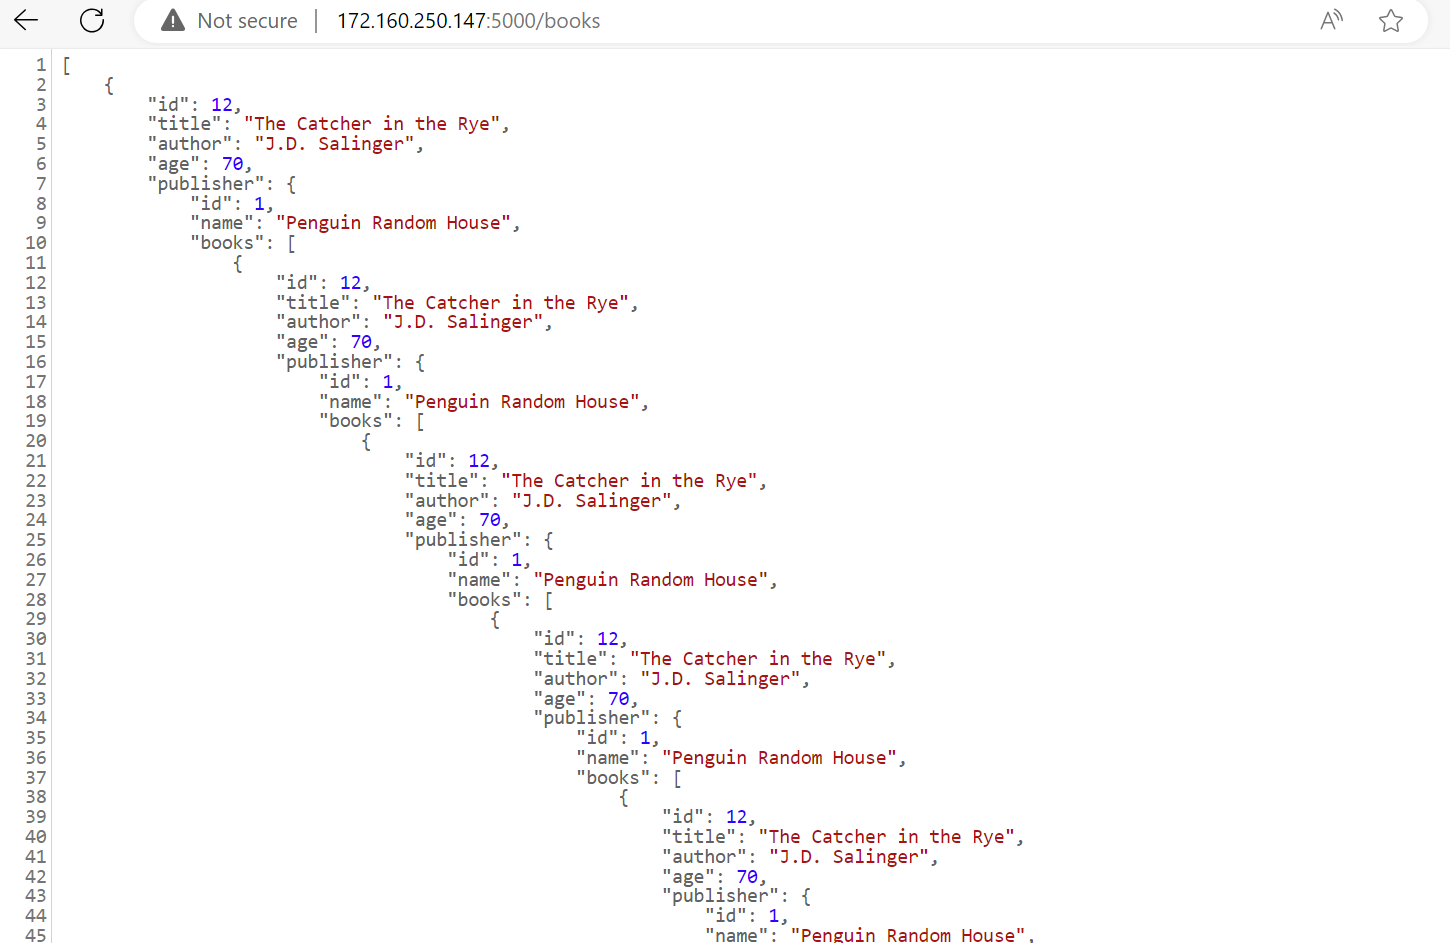 Not secure | 172.160.250.147:5000/books
1 [
2 {
3 "id": 12,
4 "title": "The Catcher in the Rye",
5 "author": "J.D. Salinger",
6 "age": 70,
7 "publisher": {
8 "id": 1,
9 "name": "Penguin Random House",
10 "books": [
11 {
12 "id": 12,
13 "title": "The Catcher in the Rye",
14 "author": "J.D. Salinger",
15 "age": 70,
16 "publisher": {
17 "id": 1,
18 "name": "Penguin Random House",
19 "books": [
20 {
21 "id": 12,
22 "title": "The Catcher in the Rye",
23 "author": "J.D. Salinger",
24 "age": 70,
25 "publisher": {
26 "id": 1,
27 "name": "Penguin Random House",
28 "books": [
29 {
30 "id": 12,
31 "title": "The Catcher in the Rye",
32 "author": "J.D. Salinger",
33 "age": 70,
34 "publisher": {
35 "id": 1,
36 "name": "Penguin Random House",
37 "books": [
38 {
39 "id": 12,
40 "title": "The Catcher in the Rye",
41 "author": "J.D. Salinger",
42 "age": 70,
43 "publisher": {
44 "id": 1,
45 "name": "Penguin Random House",